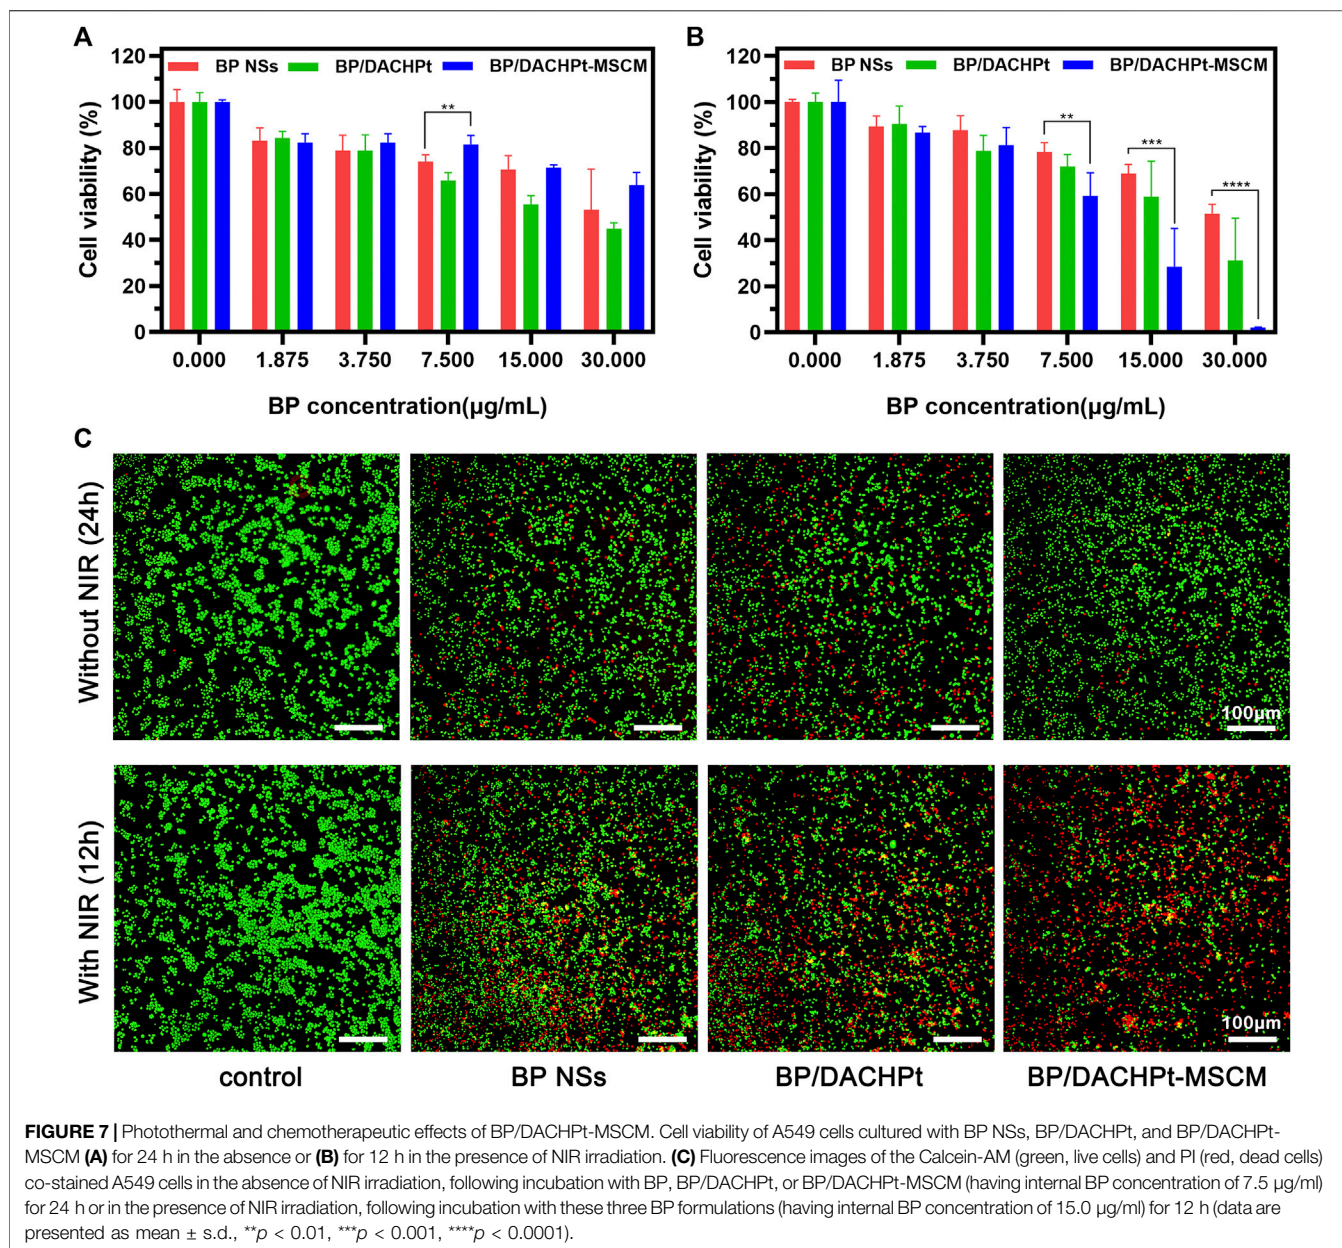 A
120
100
80
60
40
20
0
Cell viability (%)
BP NSs
BP/DACHPt
BP/DACHPt-MSCM
**
0.000
1.875
3.750
7.500
15.000
30.000
BP concentration(µg/mL)
B
120
100
80
60
40
20
0
Cell viability (%)
BP NSs
BP/DACHPt
BP/DACHPt-MSCM
**
***
****
0.000
1.875
3.750
7.500
15.000
30.000
BP concentration(µg/mL)
C
Without NIR (24h)
100µm
With NIR (12h)
100µm
control
BP NSs
BP/DACHPt
BP/DACHPt-MSCM
FIGURE 7 | Photothermal and chemotherapeutic effects of BP/DACHPt-MSCM. Cell viability of A549 cells cultured with BP NSs, BP/DACHPt, and BP/DACHPt-
MSCM (A) for 24 h in the absence or (B) for 12 h in the presence of NIR irradiation. (C) Fluorescence images of the Calcein-AM (green, live cells) and PI (red, dead cells)
co-stained A549 cells in the absence of NIR irradiation, following incubation with BP, BP/DACHPt, or BP/DACHPt-MSCM (having internal BP concentration of 7.5 µg/ml)
for 24 h or in the presence of NIR irradiation, following incubation with these three BP formulations (having internal BP concentration of 15.0 µg/ml) for 12 h (data are
presented as mean ± s.d., **p < 0.01, ***p < 0.001, ****p < 0.0001).